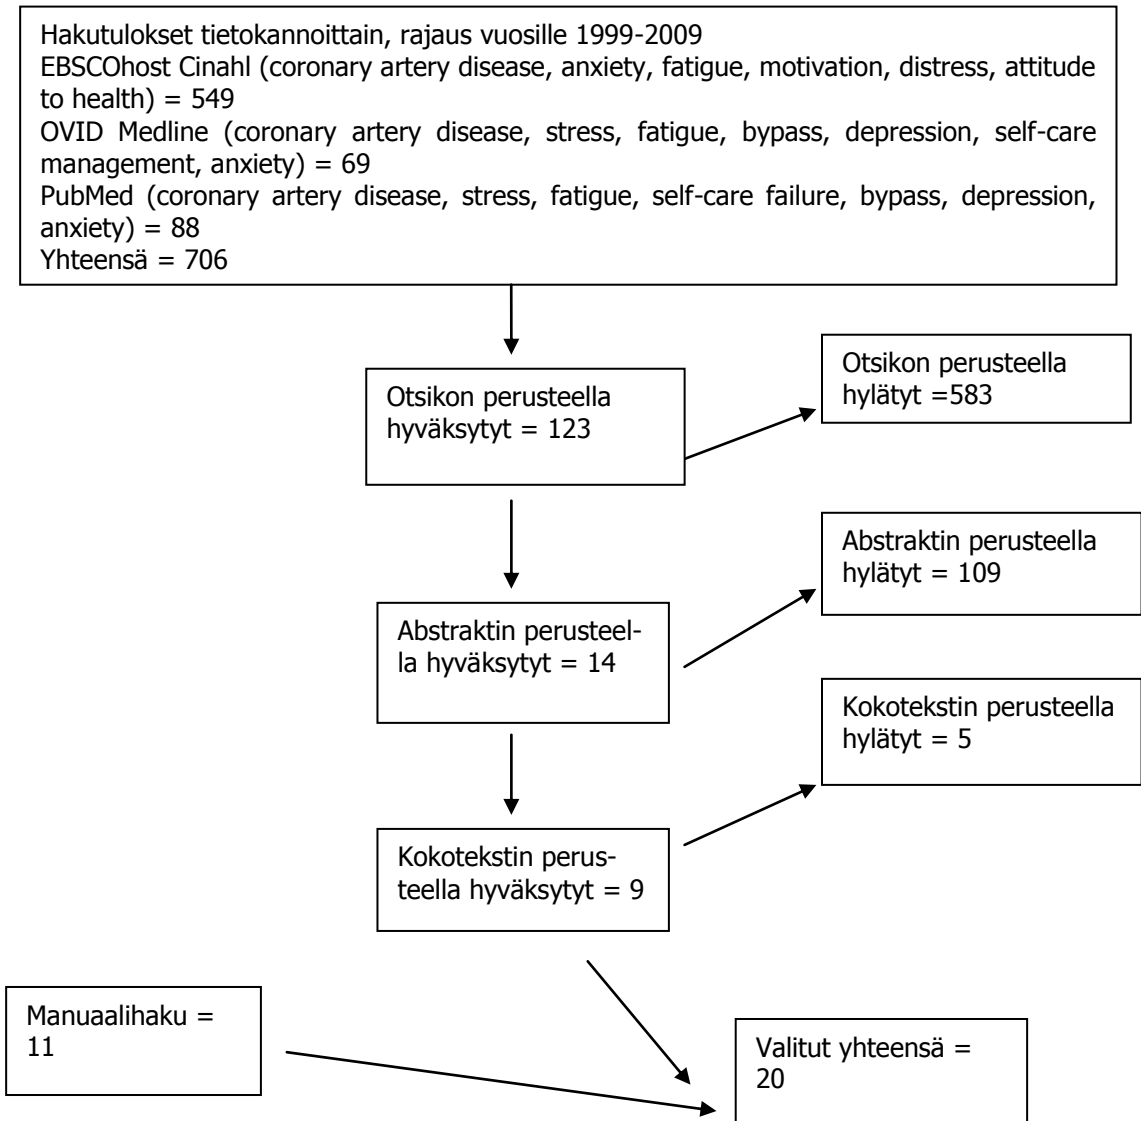 Hakutulokset tietokannoittain, rajaus vuosille 1999-2009
EBSCOhost Cinahl (coronary artery disease, anxiety, fatigue, motivation, distress, attitude
to health) = 549
OVID Medline (coronary artery disease, stress, fatigue, bypass, depression, self-care
management, anxiety) = 69
PubMed (coronary artery disease, stress, fatigue, self-care failure, bypass, depression,
anxiety) = 88
Yhteensä = 706
Otsikon perusteella
hyväksytyt = 123
Otsikon perusteella
hylätyt =583
Abstraktin perusteella
hylätyt = 109
Abstraktin perusteel-
la hyväksytyt = 14
Kokotekstin perusteella
hylätyt = 5
Kokotekstin perus-
teella hyväksytyt = 9
Manuaalihaku =
11
Valitut yhteensä =
20